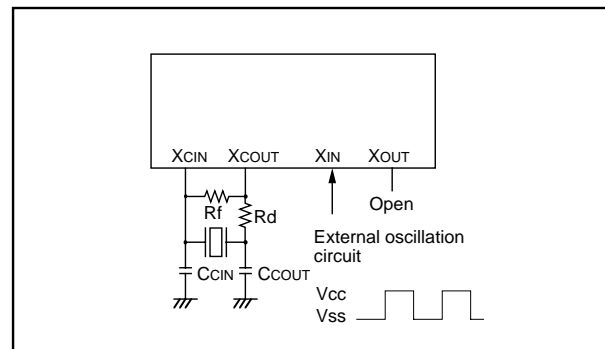 XCIN XCOUT XIN XOUT
Rf
Rd
Open
External oscillation
circuit
CCIN CCOUT
Vcc
Vss